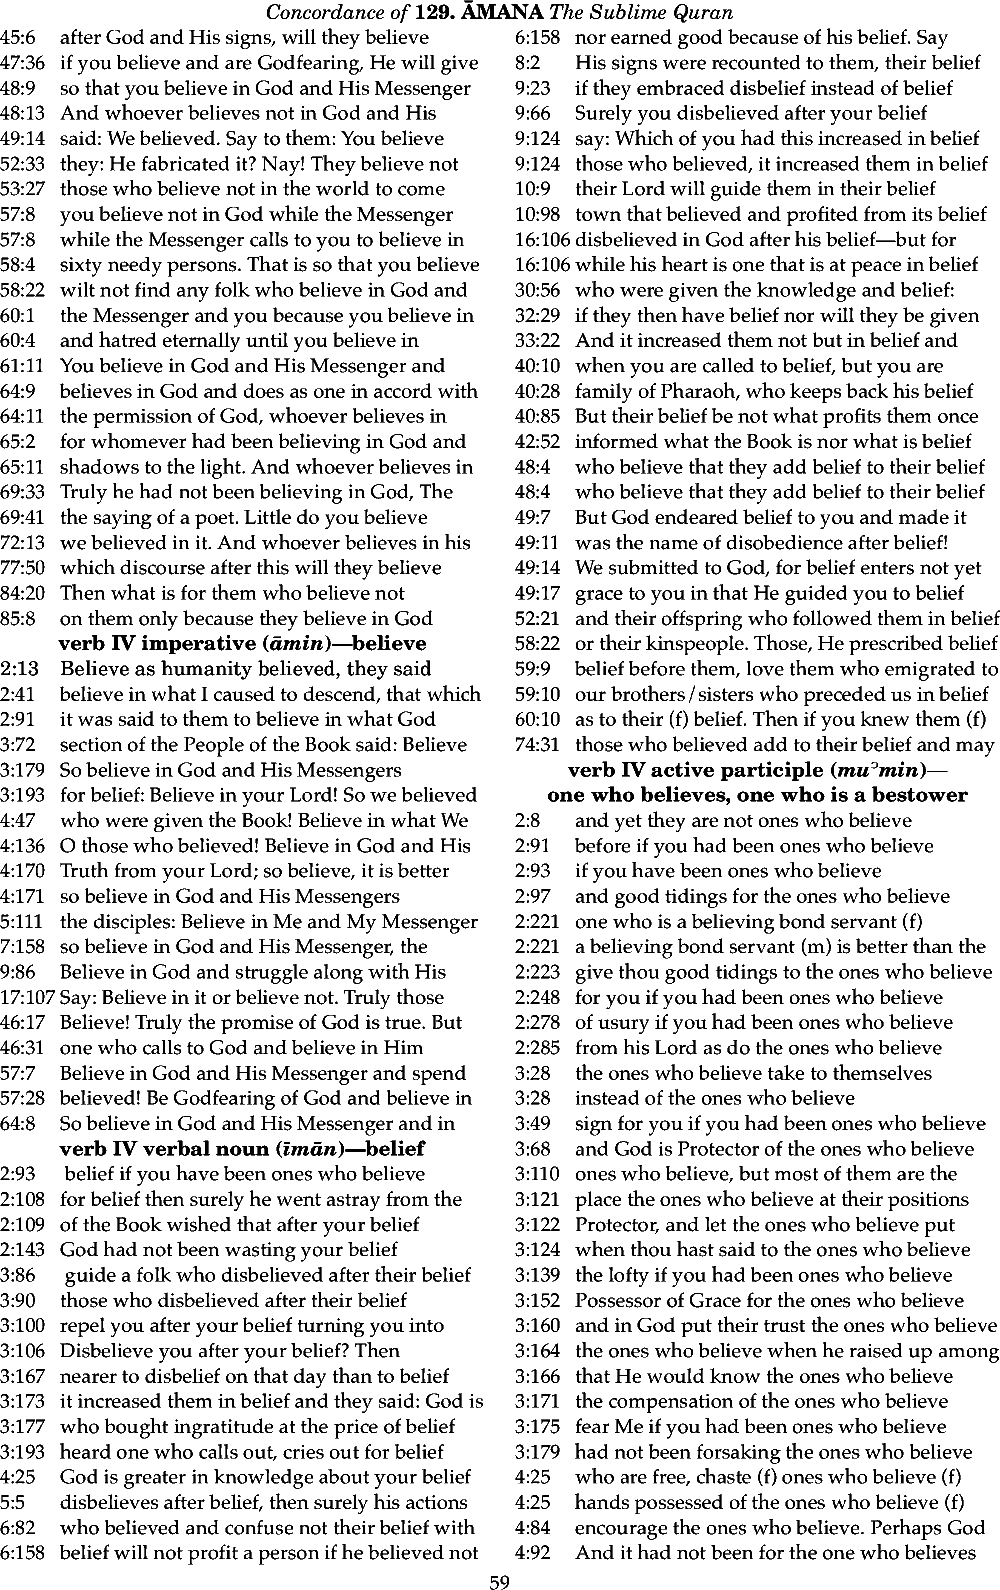 Concordance of 129. ĀMANA The Sublime Quran
45:6 after God and His signs, will they believe
47:36 if you believe and are Godfearing, He will give
48:9 so that you believe in God and His Messenger
48:13 And whoever believes not in God and His
49:14 said: We believed. Say to them: You believe
52:33 they: He fabricated it? Nay! They believe not
53:27 those who believe not in the world to come
57:8 you believe not in God while the Messenger
57:8 while the Messenger calls to you to believe in
58:4 sixty needy persons. That is so that you believe
58:22 wilt not find any folk who believe in God and
60:1 the Messenger and you because you believe in
60:4 and hatred eternally until you believe in
61:11 You believe in God and His Messenger and
64:9 believes in God and does as one in accord with
64:11 the permission of God, whoever believes in
65:2 for whomever had been believing in God and
65:11 shadows to the light. And whoever believes in
69:33 Truly he had not been believing in God, The
69:41 the saying of a poet. Little do you believe
72:13 we believed in it. And whoever believes in his
77:50 which discourse after this will they believe
84:20 Then what is for them who believe not
85:8 on them only because they believe in God
verb IV imperative (āmin)—believe
2:13 Believe as humanity believed, they said
2:41 believe in what I caused to descend, that which
2:91 it was said to them to believe in what God
3:72 section of the People of the Book said: Believe
3:179 So believe in God and His Messengers
3:193 for belief: Believe in your Lord! So we believed
4:47 who were given the Book! Believe in what We
4:136 O those who believed! Believe in God and His
4:170 Truth from your Lord; so believe, it is better
4:171 so believe in God and His Messengers
5:111 the disciples: Believe in Me and My Messenger
7:158 so believe in God and His Messenger, the
9:86 Believe in God and struggle along with His
17:107 Say: Believe in it or believe not. Truly those
46:17 Believe! Truly the promise of God is true. But
46:31 one who calls to God and believe in Him
57:7 Believe in God and His Messenger and spend
57:28 believed! Be Godfearing of God and believe in
64:8 So believe in God and His Messenger and in
verb IV verbal noun (īmān)—belief
2:93 belief if you have been ones who believe
2:108 for belief then surely he went astray from the
2:109 of the Book wished that after your belief
2:143 God had not been wasting your belief
3:86 guide a folk who disbelieved after their belief
3:90 those who disbelieved after their belief
3:100 repel you after your belief turning you into
3:106 Disbelieve you after your belief? Then
3:167 nearer to disbelief on that day than to belief
3:173 it increased them in belief and they said: God is
3:177 who bought ingratitude at the price of belief
3:193 heard one who calls out, cries out for belief
4:25 God is greater in knowledge about your belief
5:5 disbelieves after belief, then surely his actions
6:82 who believed and confuse not their belief with
6:158 belief will not profit a person if he believed not
6:158 nor earned good because of his belief. Say
8:2 His signs were recounted to them, their belief
9:23 if they embraced disbelief instead of belief
9:66 Surely you disbelieved after your belief
9:124 say: Which of you had this increased in belief
9:124 those who believed, it increased them in belief
10:9 their Lord will guide them in their belief
10:98 town that believed and profited from its belief
16:106 disbelieved in God after his belief—but for
16:106 while his heart is one that is at peace in belief
30:56 who were given the knowledge and belief:
32:29 if they then have belief nor will they be given
33:22 And it increased them not but in belief and
40:10 when you are called to belief, but you are
40:28 family of Pharaoh, who keeps back his belief
40:85 But their belief be not what profits them once
42:52 informed what the Book is nor what is belief
48:4 who believe that they add belief to their belief
48:4 who believe that they add belief to their belief
49:7 But God endeared belief to you and made it
49:11 was the name of disobedience after belief!
49:14 We submitted to God, for belief enters not yet
49:17 grace to you in that He guided you to belief
52:21 and their offspring who followed them in belief
58:22 or their kinspeople. Those, He prescribed belief
59:9 belief before them, love them who emigrated to
59:10 our brothers/sisters who preceded us in belief
60:10 as to their (f) belief. Then if you knew them (f)
74:31 those who believed add to their belief and may
verb IV active participle (muʾmin)—
one who believes, one who is a bestower
2:8 and yet they are not ones who believe
2:91 before if you had been ones who believe
2:93 if you have been ones who believe
2:97 and good tidings for the ones who believe
2:221 one who is a believing bond servant (f)
2:221 a believing bond servant (m) is better than the
2:223 give thou good tidings to the ones who believe
2:248 for you if you had been ones who believe
2:278 of usury if you had been ones who believe
2:285 from his Lord as do the ones who believe
3:28 the ones who believe take to themselves
3:28 instead of the ones who believe
3:49 sign for you if you had been ones who believe
3:68 and God is Protector of the ones who believe
3:110 ones who believe, but most of them are the
3:121 place the ones who believe at their positions
3:122 Protector, and let the ones who believe put
3:124 when thou hast said to the ones who believe
3:139 the lofty if you had been ones who believe
3:152 Possessor of Grace for the ones who believe
3:160 and in God put their trust the ones who believe
3:164 the ones who believe when he raised up among
3:166 that He would know the ones who believe
3:171 the compensation of the ones who believe
3:175 fear Me if you had been ones who believe
3:179 had not been forsaking the ones who believe
4:25 who are free, chaste (f) ones who believe (f)
4:25 hands possessed of the ones who believe (f)
4:84 encourage the ones who believe. Perhaps God
4:92 And it had not been for the one who believes
59